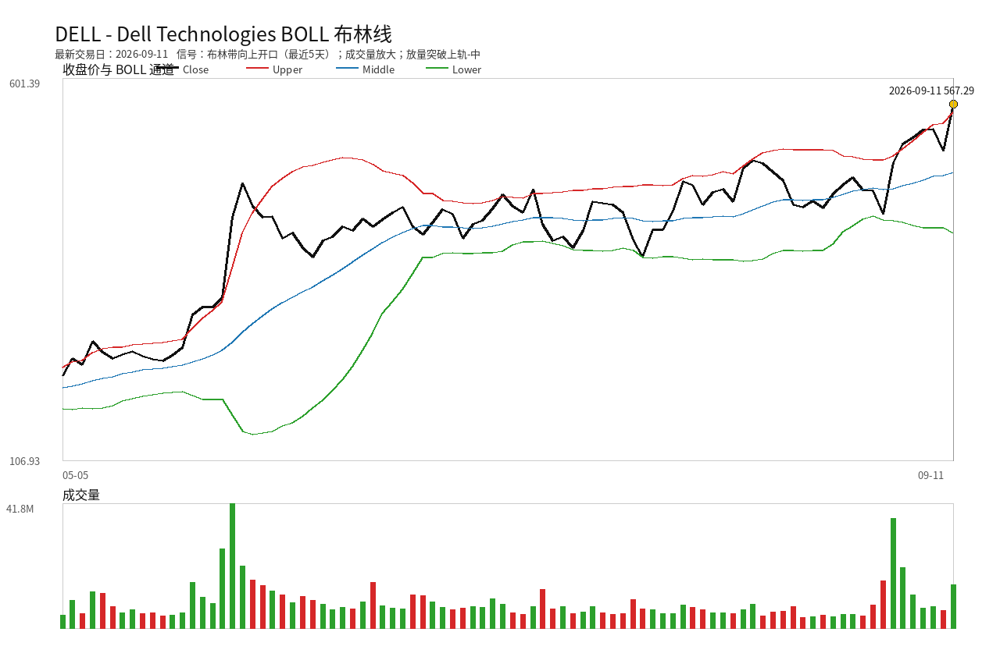 DELL - Dell Technologies BOLL 布林线
最新交易日：2026-09-11 信号：布林带向上开口（最近5天）；成交量放大；放量突破上轨-中
收盘价与 BOLL 通道 Close Upper Middle Lower
601.39
2026-09-11 567.29
106.93
05-05 09-11
成交量
41.8M